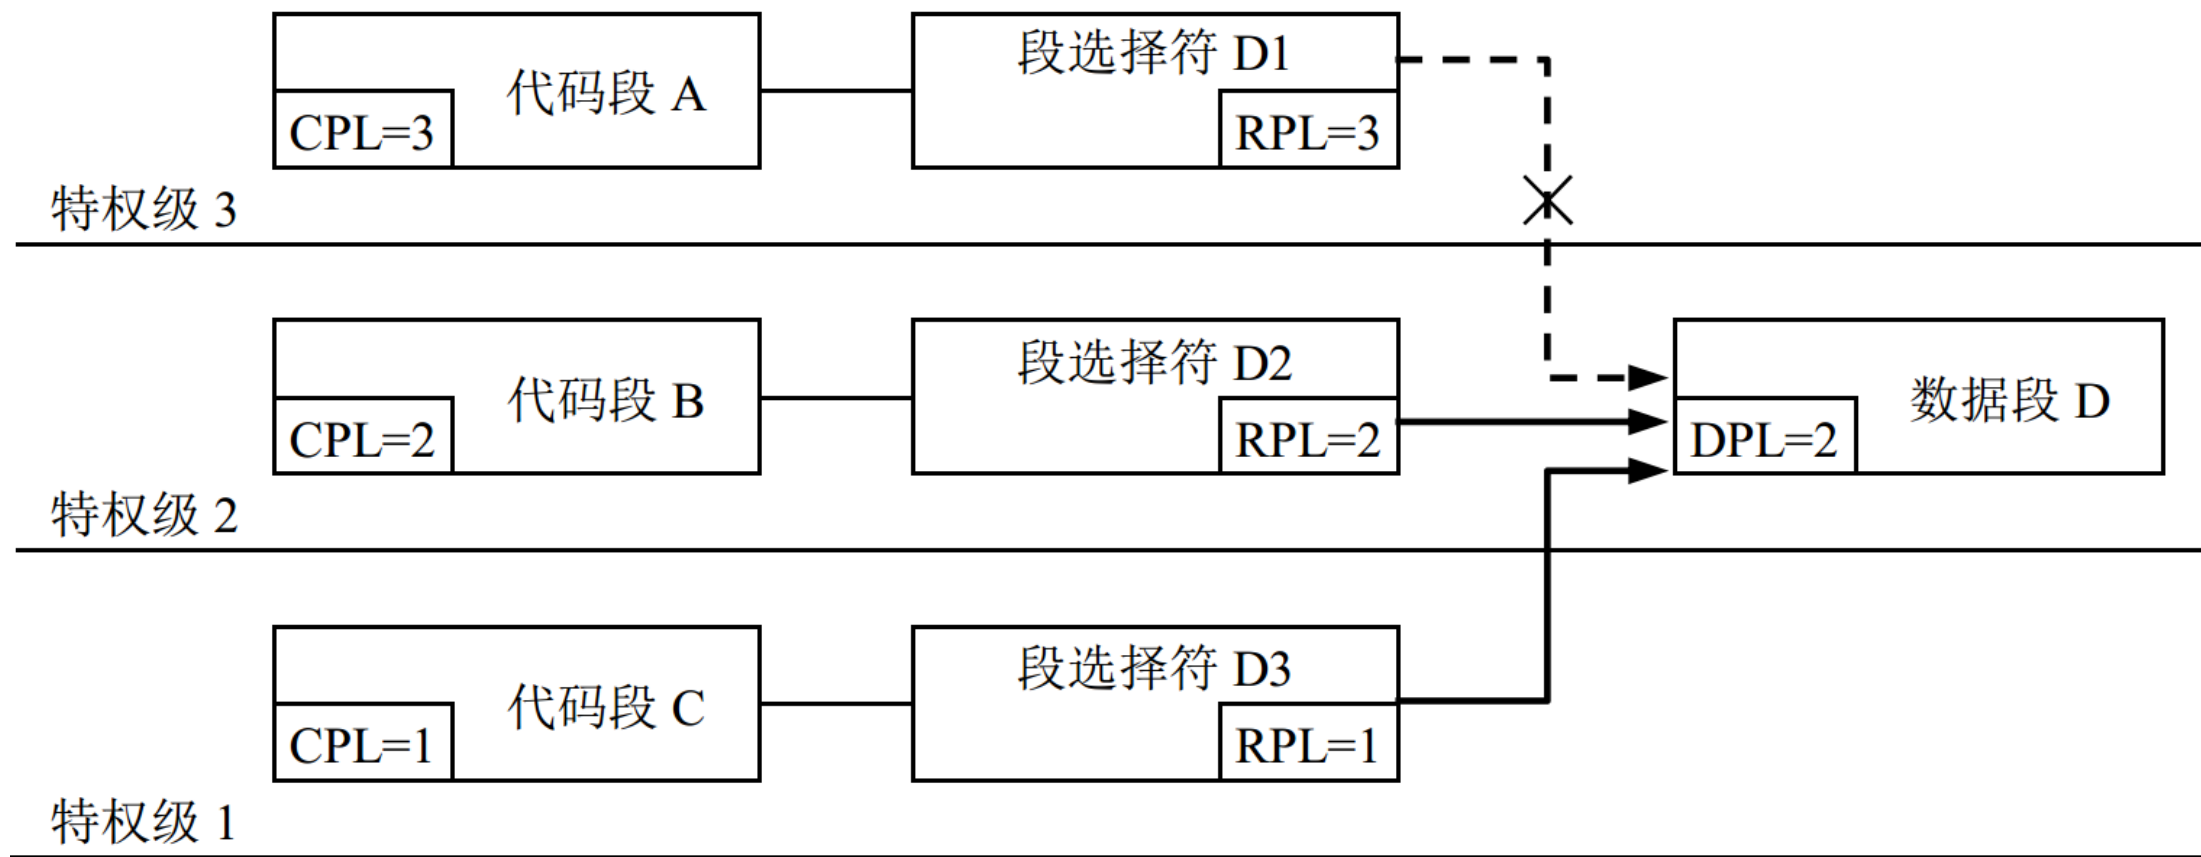 代码段 A
CPL=3
段选择符 D1
RPL=3
特权级 3
代码段 B
CPL=2
段选择符 D2
RPL=2
数据段 D
DPL=2
特权级 2
代码段 C
CPL=1
段选择符 D3
RPL=1
特权级 1